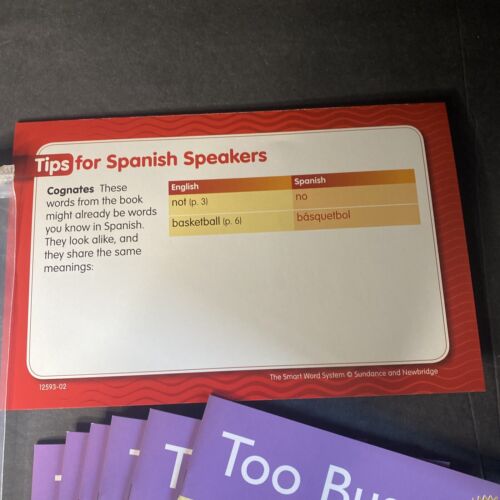 Tips for Spanish Speakers
Cognates These
words from the book
might already be words
you know in Spanish.
They look alike, and
they share the same
meanings:
English Spanish
not (p. 3) no
basketball (p. 6) básquetbol
The Smart Word System © Sundance and Newbridge
12593-02
Too